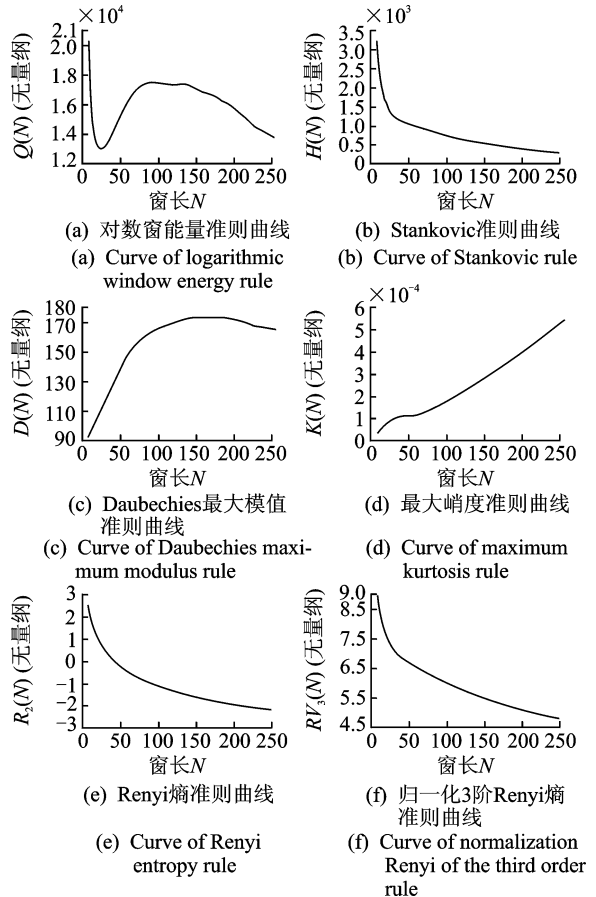 ×10⁴
2.1
2.0
1.8
1.6
1.4
1.2
Q(N) (无量纲)
0 50 100 150 200 250
窗长N
(a) 对数窗能量准则曲线
(a) Curve of logarithmic
window energy rule
×10³
3.5
3.0
2.5
2.0
1.5
1.0
0.5
0
H(N) (无量纲)
0 50 100 150 200 250
窗长N
(b) Stankovic准则曲线
(b) Curve of Stankovic rule
180
170
150
130
110
90
D(N) (无量纲)
0 50 100 150 200 250
窗长N
(c) Daubechies最大模值
准则曲线
(c) Curve of Daubechies maxi-
mum modulus rule
×10⁻⁴
6
5
4
3
2
1
0
K(N) (无量纲)
0 50 100 150 200 250
窗长N
(d) 最大峭度准则曲线
(d) Curve of maximum
kurtosis rule
3
2
1
0
−1
−2
−3
R₂(N) (无量纲)
0 50 100 150 200 250
窗长N
(e) Renyi熵准则曲线
(e) Curve of Renyi
entropy rule
9.0
8.5
7.5
6.5
5.5
4.5
RV₃(N) (无量纲)
0 50 100 150 200 250
窗长N
(f) 归一化3阶Renyi熵
准则曲线
(f) Curve of normalization
Renyi of the third order
rule